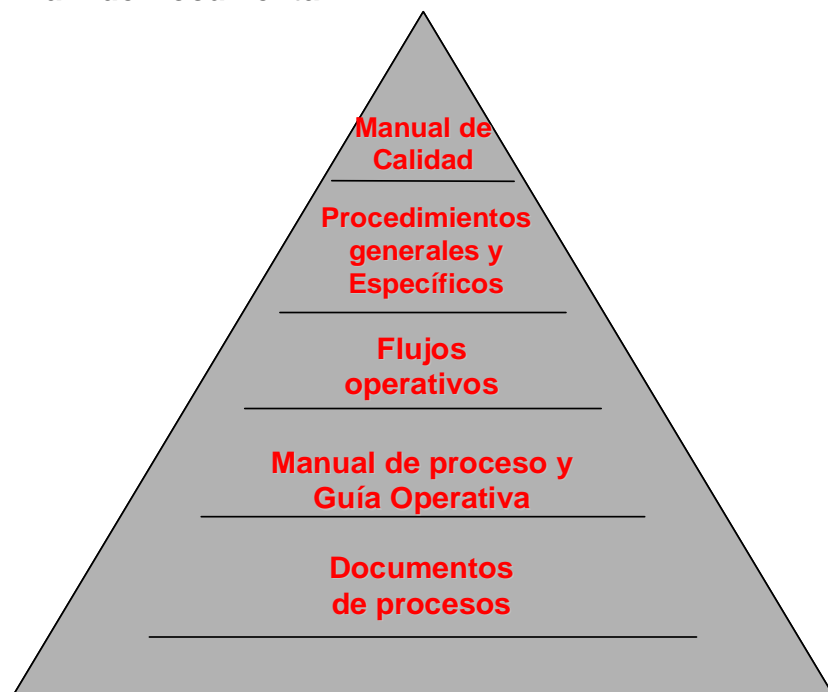 Manual de
Calidad
Procedimientos
generales y
Específicos
Flujos
operativos
Manual de proceso y
Guía Operativa
Documentos
de procesos